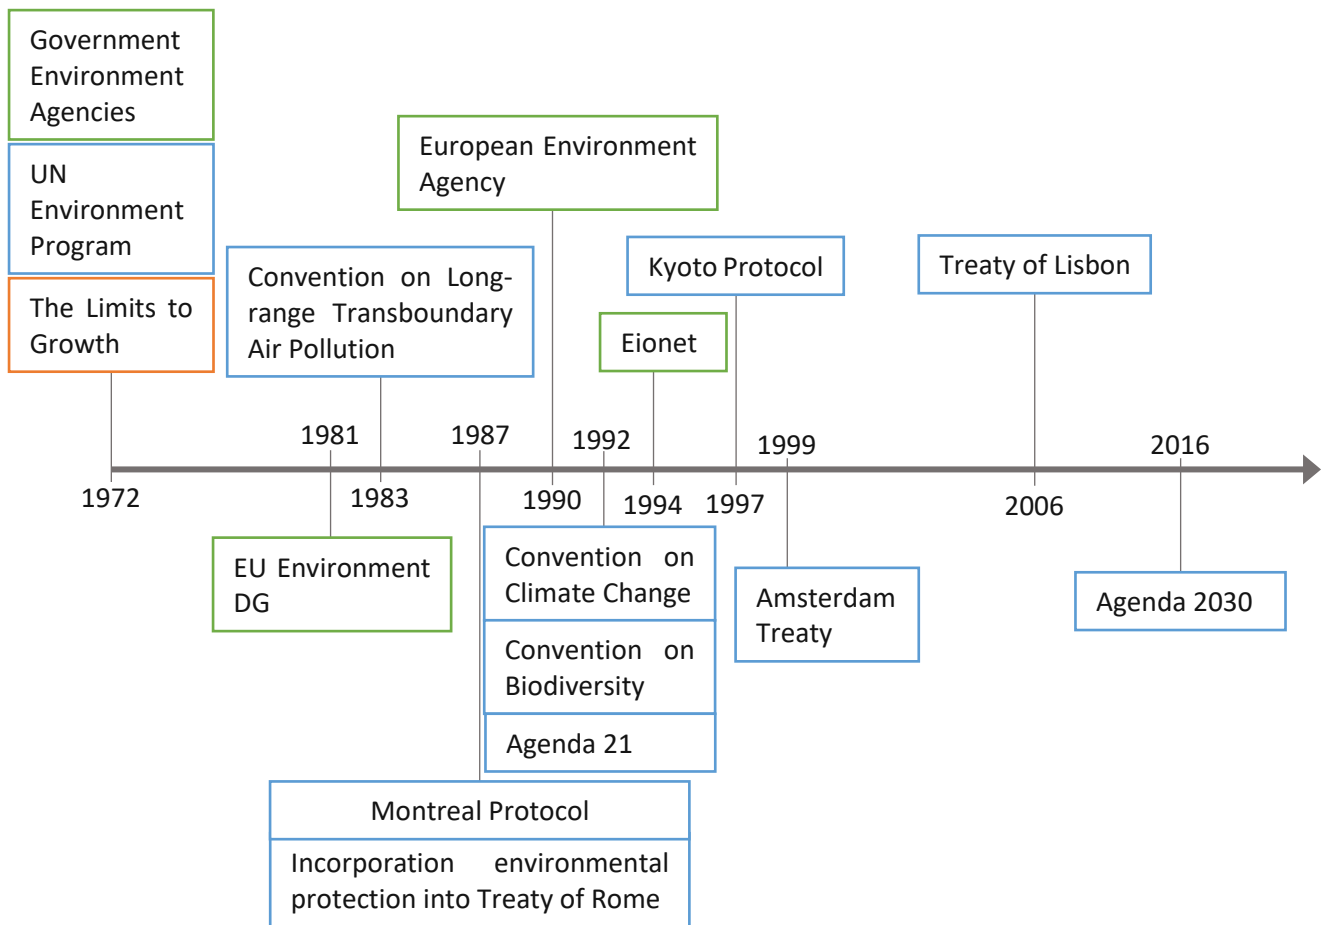 Government
Environment
Agencies
UN
Environment
Program
The Limits to
Growth
Convention on Long-
range Transboundary
Air Pollution
European Environment
Agency
Eionet
Kyoto Protocol
Treaty of Lisbon
1981
1987
1992
1999
2016
1972
1983
1990
1994
1997
2006
EU Environment
DG
Convention on
Climate Change
Convention on
Biodiversity
Agenda 21
Amsterdam
Treaty
Agenda 2030
Montreal Protocol
Incorporation environmental
protection into Treaty of Rome